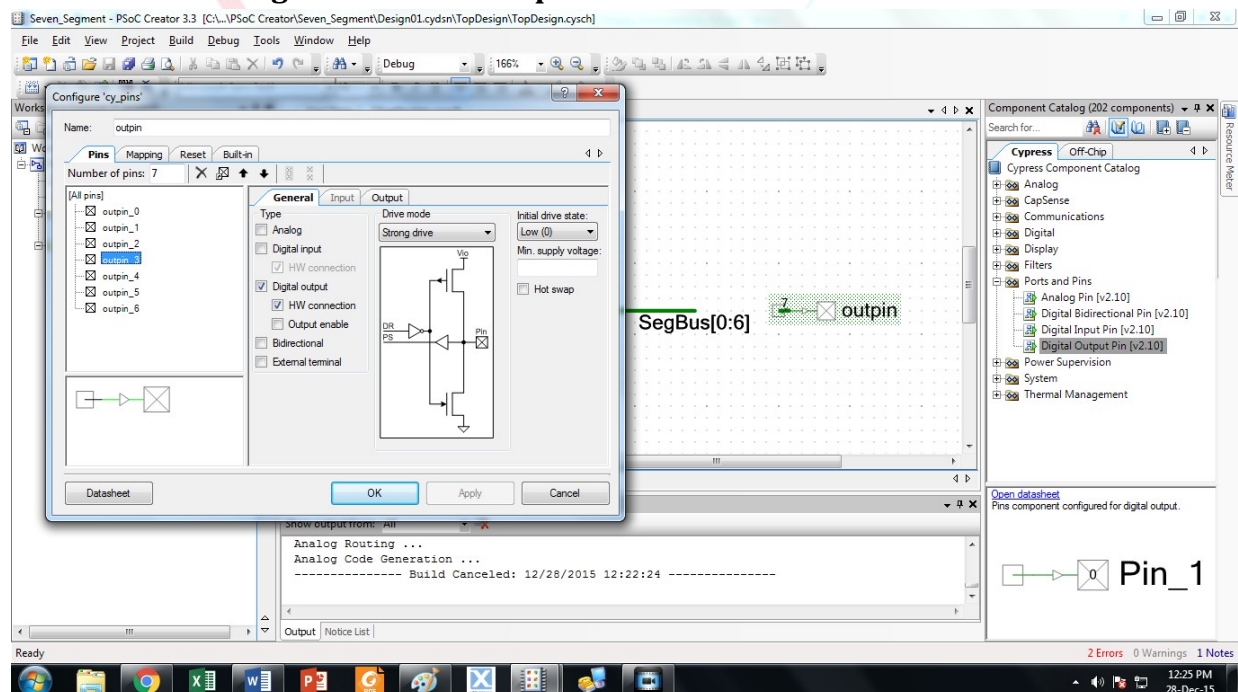 Seven_Segment - PSoC Creator 3.3 [C:\...\PSoC Creator\Seven_Segment\Design01.cydsn\TopDesign\TopDesign.cysch]
File Edit View Project Build Debug Tools Window Help
Debug 166%
Configure 'cy_pins'
Name: outpin
Pins Mapping Reset Built-in
Number of pins: 7
[All pins]
outpin_0
outpin_1
outpin_2
outpin_3
outpin_4
outpin_5
outpin_6
General Input Output
Type
Analog
Digital input
HW connection
Digital output
HW connection
Output enable
Bidirectional
External terminal
Drive mode
Strong drive
Vio
DR
PS
Pin
Initial drive state:
Low (0)
Min. supply voltage:
Hot swap
Datasheet OK Apply Cancel
SegBus[0:6]
7 outpin
Show output from: All
Analog Routing ...
Analog Code Generation ...
--------------- Build Canceled: 12/28/2015 12:22:24 ---------------
Output Notice List
Component Catalog (202 components)
Search for...
Cypress Off-Chip
Cypress Component Catalog
Analog
CapSense
Communications
Digital
Display
Filters
Ports and Pins
Analog Pin [v2.10]
Digital Bidirectional Pin [v2.10]
Digital Input Pin [v2.10]
Digital Output Pin [v2.10]
Power Supervision
System
Thermal Management
Resource Meter
Open datasheet
Pins component configured for digital output.
0 Pin_1
Ready
2 Errors 0 Warnings 1 Notes
12:25 PM
28-Dec-15